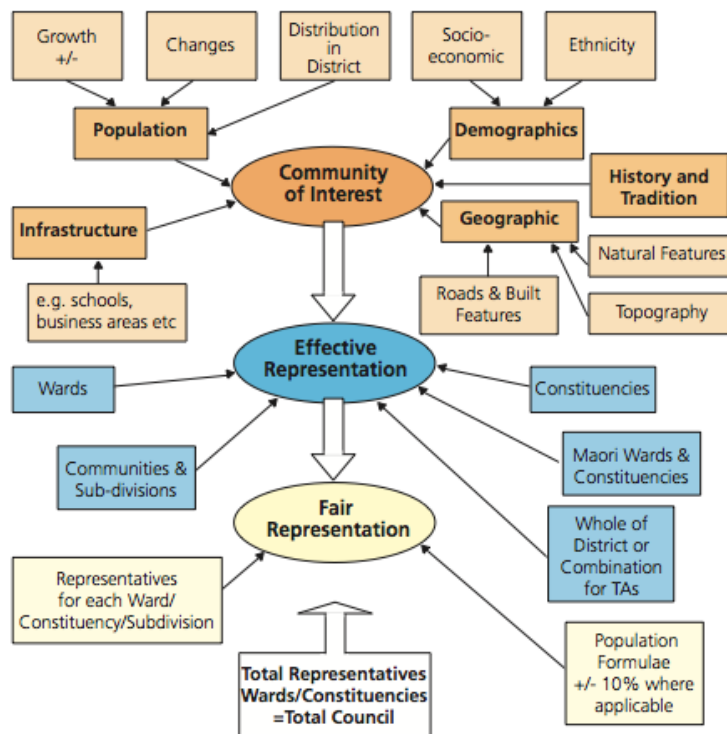 Growth
+/-
Changes
Distribution
in
District
Socio-
economic
Ethnicity
Population
Demographics
Community
of Interest
History and
Tradition
Infrastructure
Geographic
Natural Features
e.g. schools,
business areas etc
Roads & Built
Features
Topography
Effective
Representation
Wards
Constituencies
Communities &
Sub-divisions
Maori Wards &
Constituencies
Fair
Representation
Whole of
District or
Combination
for TAs
Representatives
for each Ward/
Constituency/Subdivision
Population
Formulae
+/- 10% where
applicable
Total Representatives
Wards/Constituencies
=Total Council